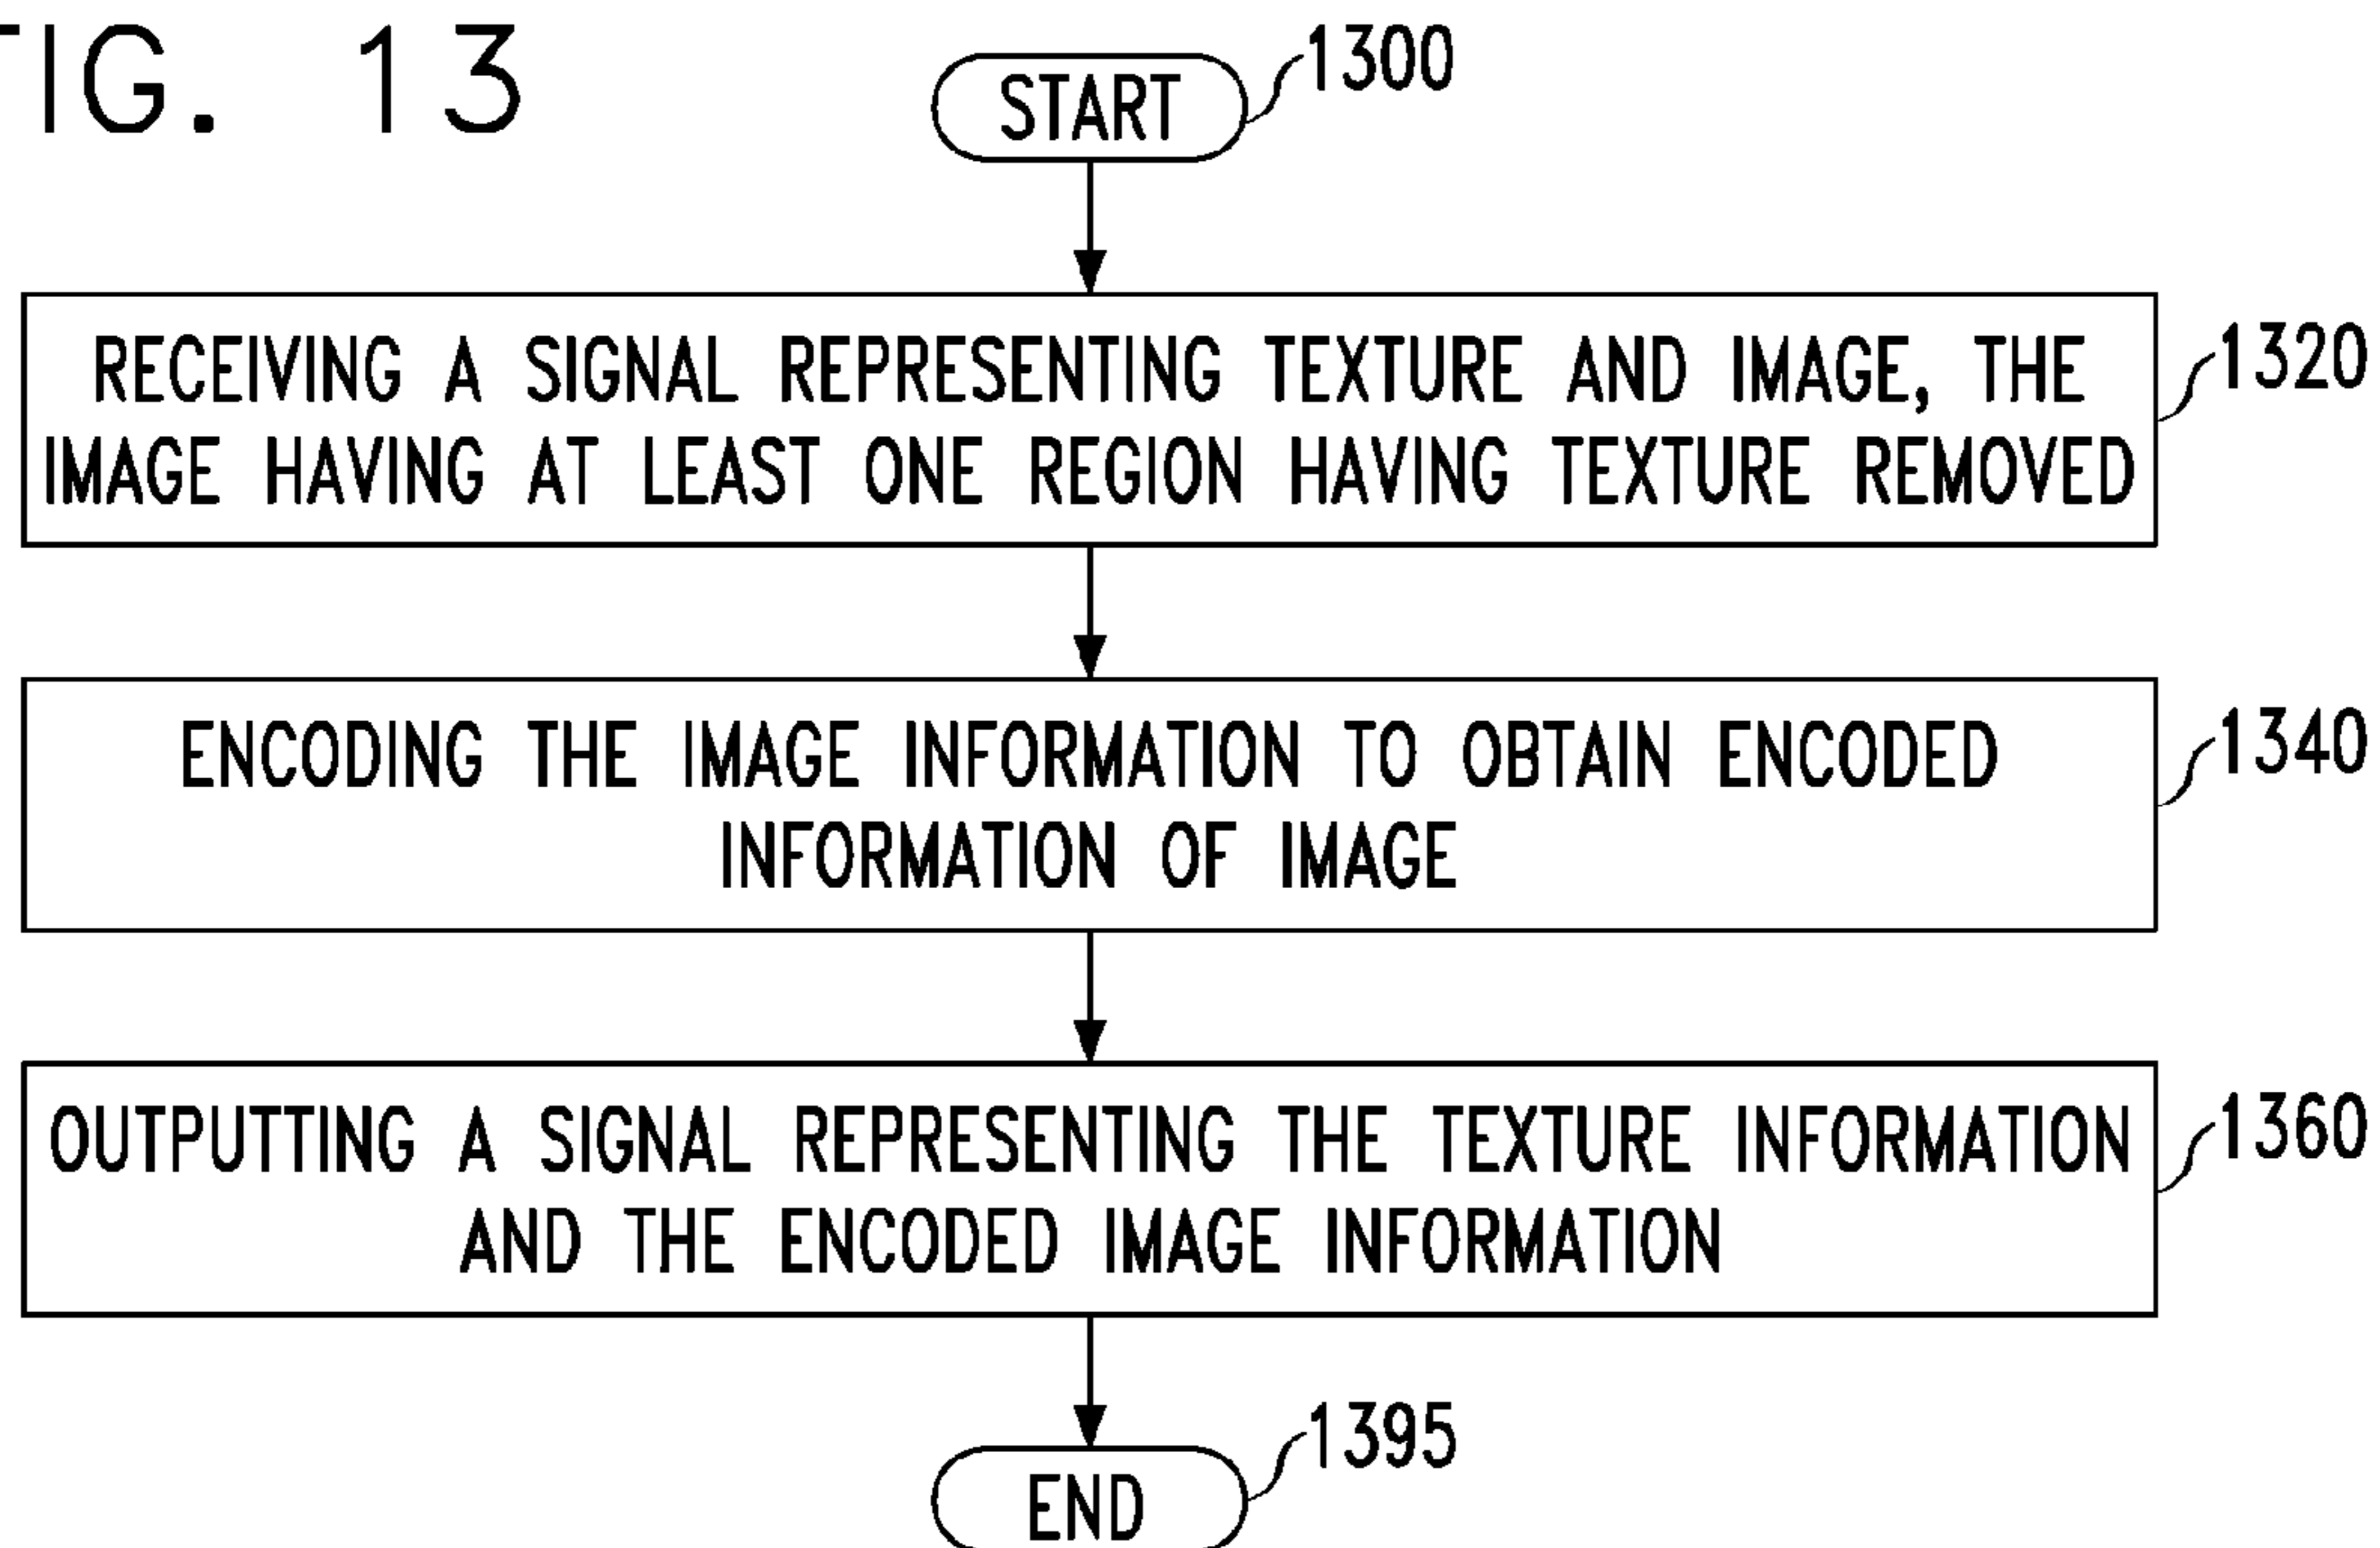 FIG. 13
START
1300
RECEIVING A SIGNAL REPRESENTING TEXTURE AND IMAGE, THE
IMAGE HAVING AT LEAST ONE REGION HAVING TEXTURE REMOVED
1320
ENCODING THE IMAGE INFORMATION TO OBTAIN ENCODED
INFORMATION OF IMAGE
1340
OUTPUTTING A SIGNAL REPRESENTING THE TEXTURE INFORMATION
AND THE ENCODED IMAGE INFORMATION
1360
END
1395